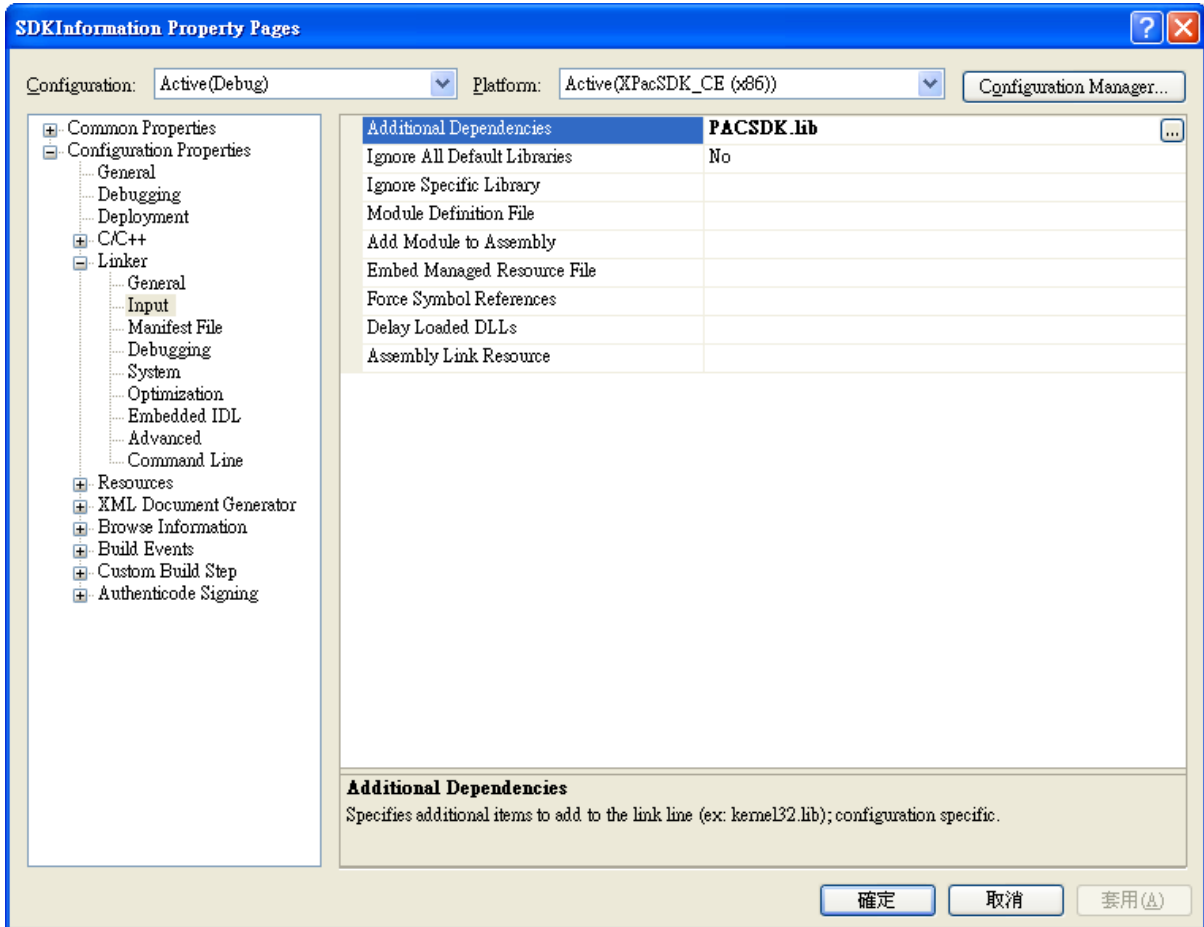 SDKInformation Property Pages
Configuration: Active(Debug) Platform: Active(XPacSDK_CE (x86)) Configuration Manager...
Common Properties
Configuration Properties
General
Debugging
Deployment
C/C++
Linker
General
Input
Manifest File
Debugging
System
Optimization
Embedded IDL
Advanced
Command Line
Resources
XML Document Generator
Browse Information
Build Events
Custom Build Step
Authenticode Signing
Additional Dependencies PACSDK.lib ...
Ignore All Default Libraries No
Ignore Specific Library
Module Definition File
Add Module to Assembly
Embed Managed Resource File
Force Symbol References
Delay Loaded DLLs
Assembly Link Resource
Additional Dependencies
Specifies additional items to add to the link line (ex: kernel32.lib); configuration specific.
確定 取消 套用(A)